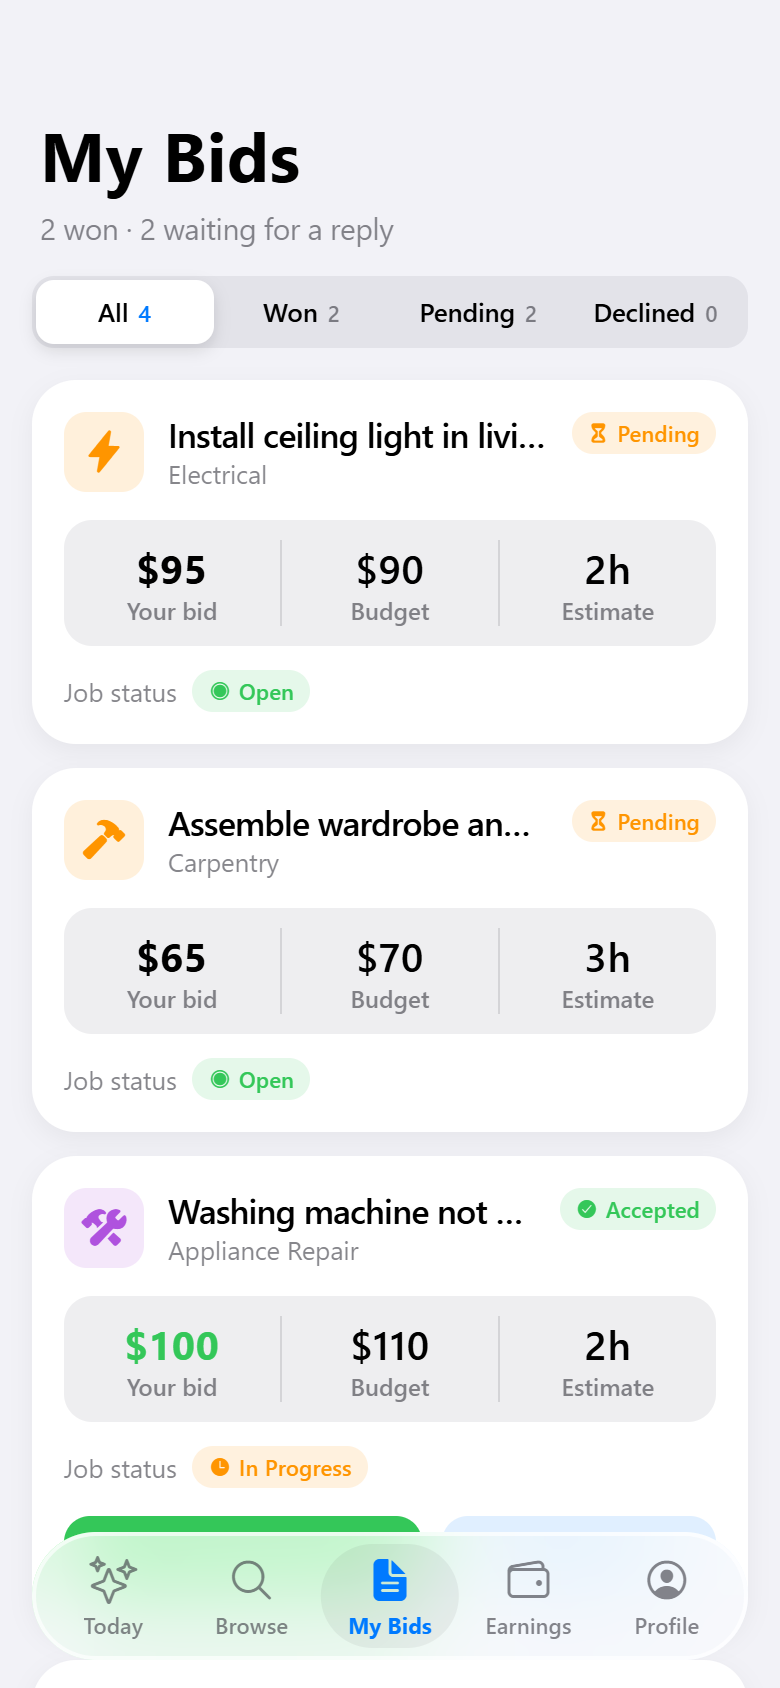 My Bids
2 won · 2 waiting for a reply
All 4 Won 2 Pending 2 Declined 0
Install ceiling light in livi... Pending
Electrical
$95 $90 2h
Your bid Budget Estimate
Job status Open
Assemble wardrobe an... Pending
Carpentry
$65 $70 3h
Your bid Budget Estimate
Job status Open
Washing machine not ... Accepted
Appliance Repair
$100 $110 2h
Your bid Budget Estimate
Job status In Progress
Today Browse My Bids Earnings Profile